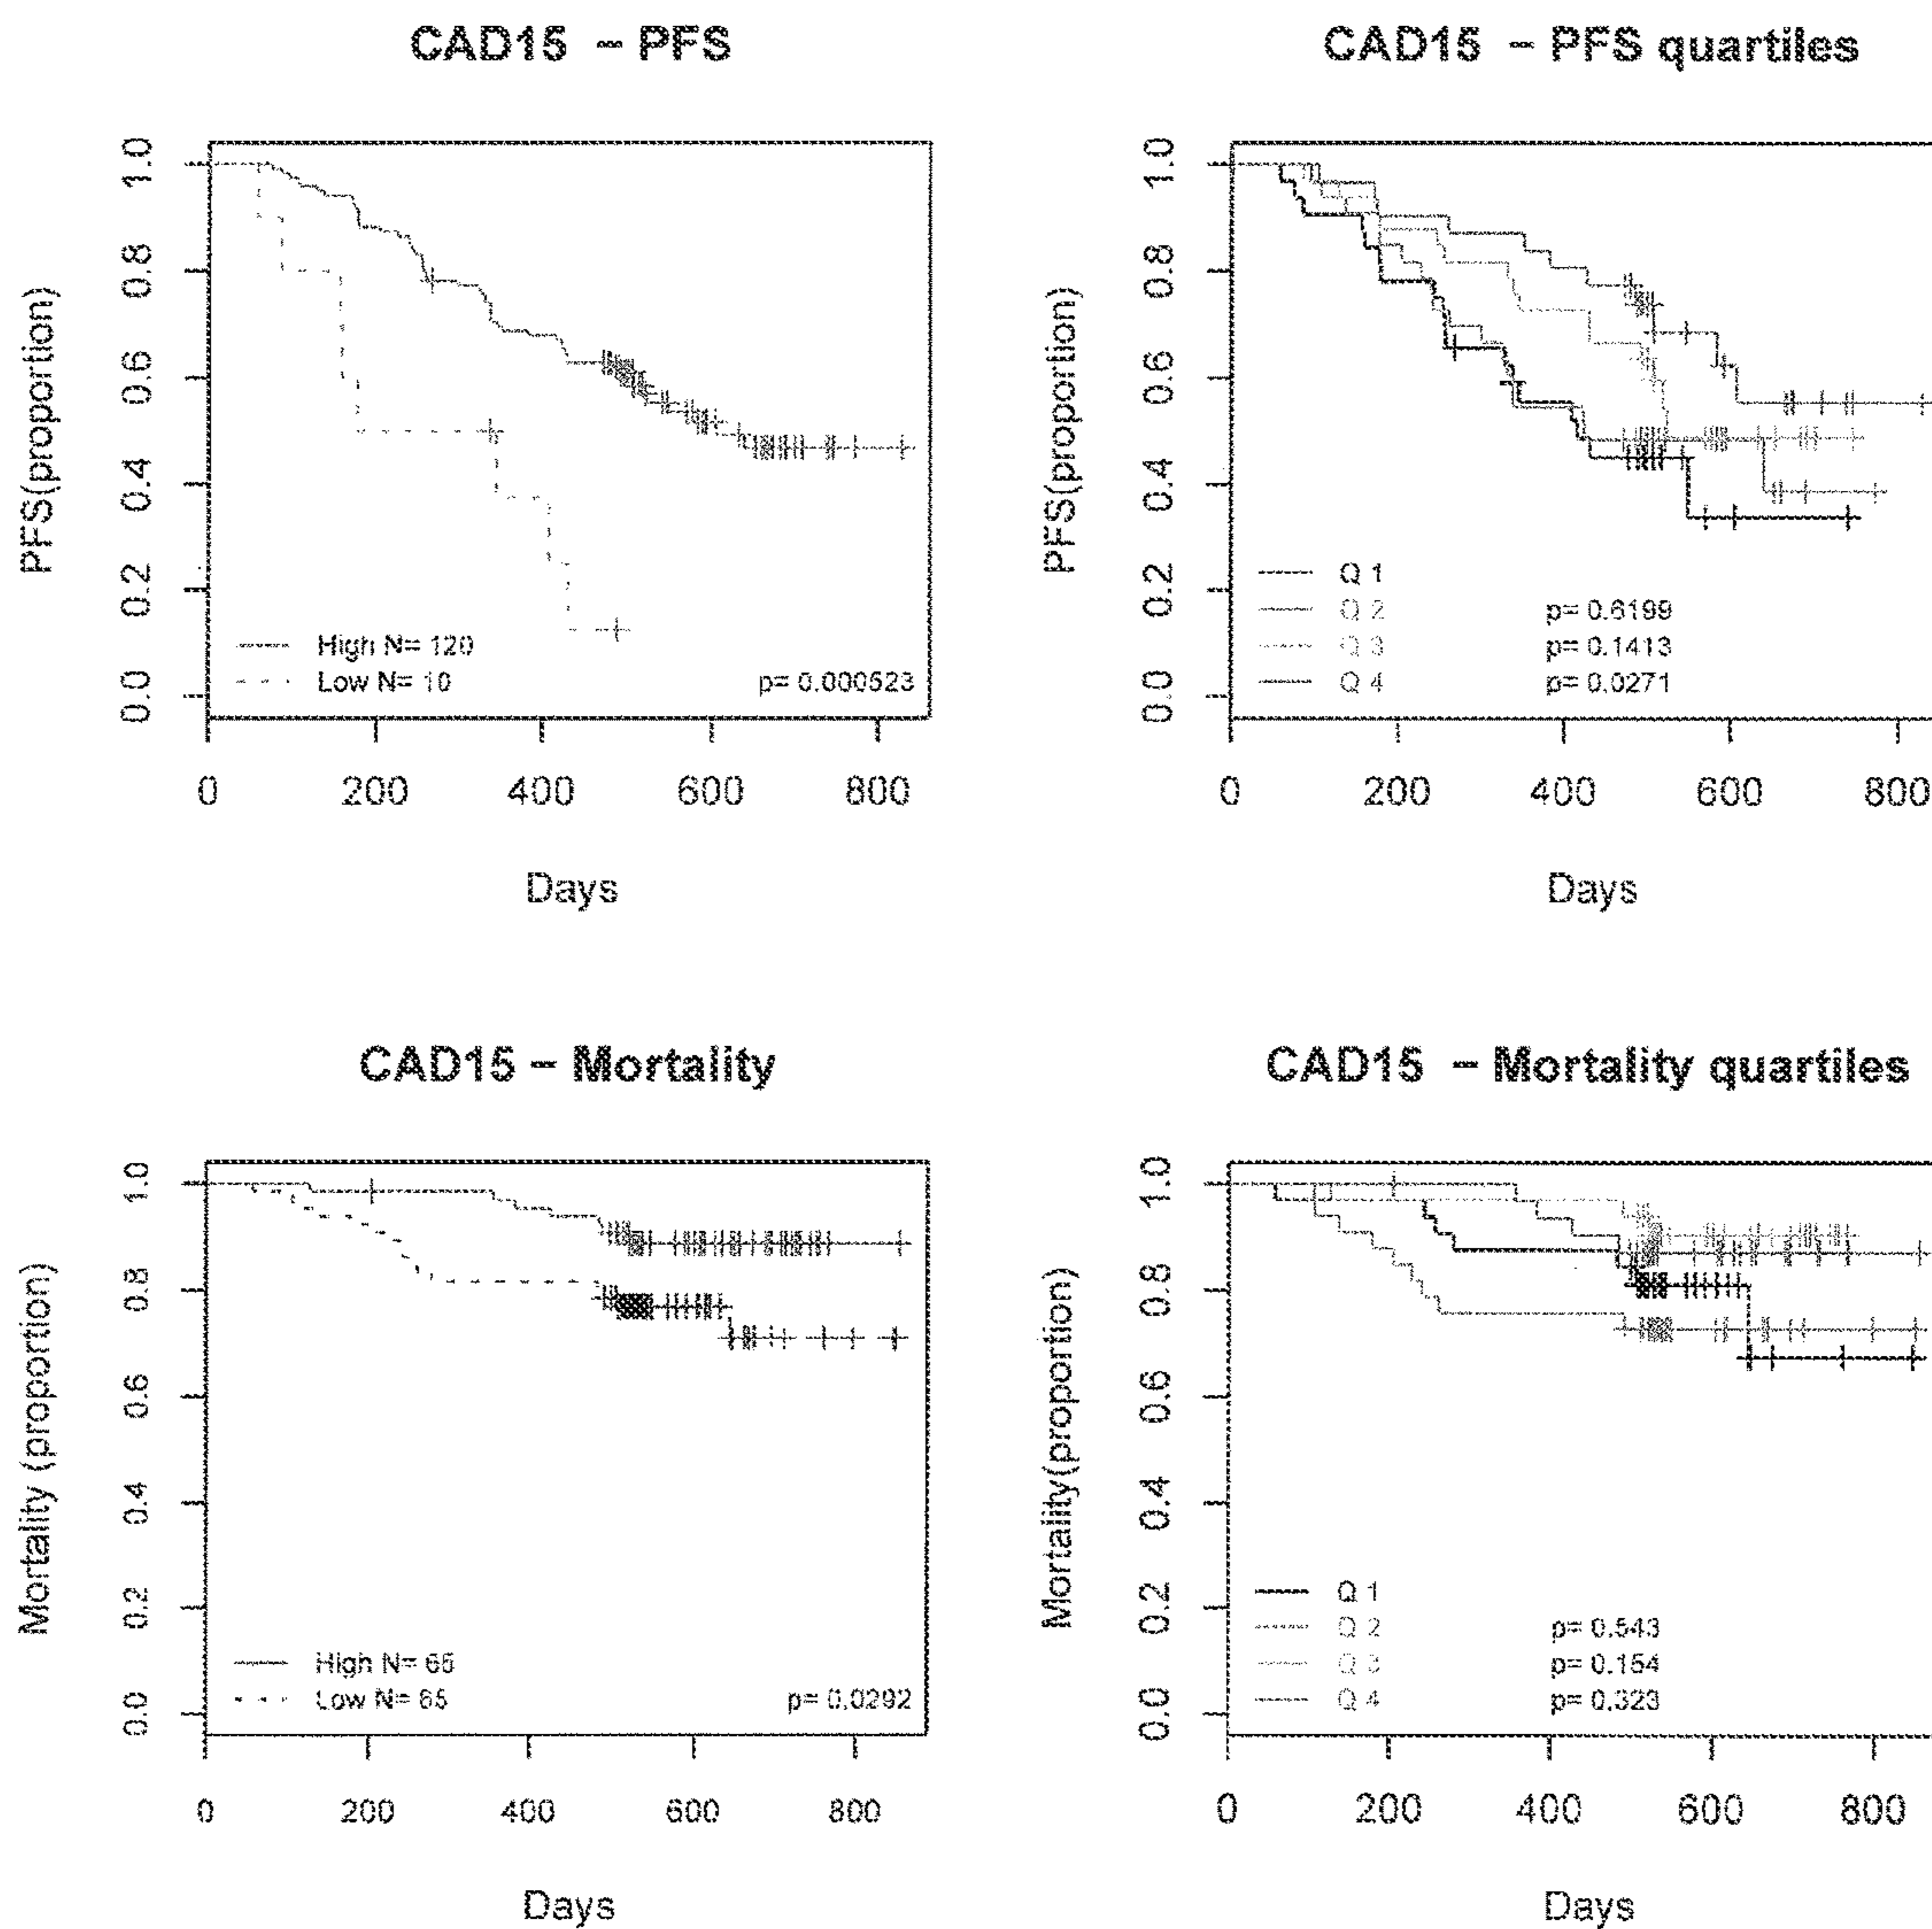 CAD15 – PFS
PFS(proportion)
1.0
0.8
0.6
0.4
0.2
0.0
High N= 120
Low N= 10
p= 0.000523
0 200 400 600 800
Days
CAD15 – PFS quartiles
PFS(proportion)
1.0
0.8
0.6
0.4
0.2
0.0
Q 1
Q 2 p= 0.6199
Q 3 p= 0.1413
Q 4 p= 0.0271
0 200 400 600 800
Days
CAD15 – Mortality
Mortality (proportion)
1.0
0.8
0.6
0.4
0.2
0.0
High N= 66
Low N= 65
p= 0.0292
0 200 400 600 800
Days
CAD15 – Mortality quartiles
Mortality(proportion)
1.0
0.8
0.6
0.4
0.2
0.0
Q 1
Q 2 p= 0.543
Q 3 p= 0.154
Q 4 p= 0.323
0 200 400 600 800
Days